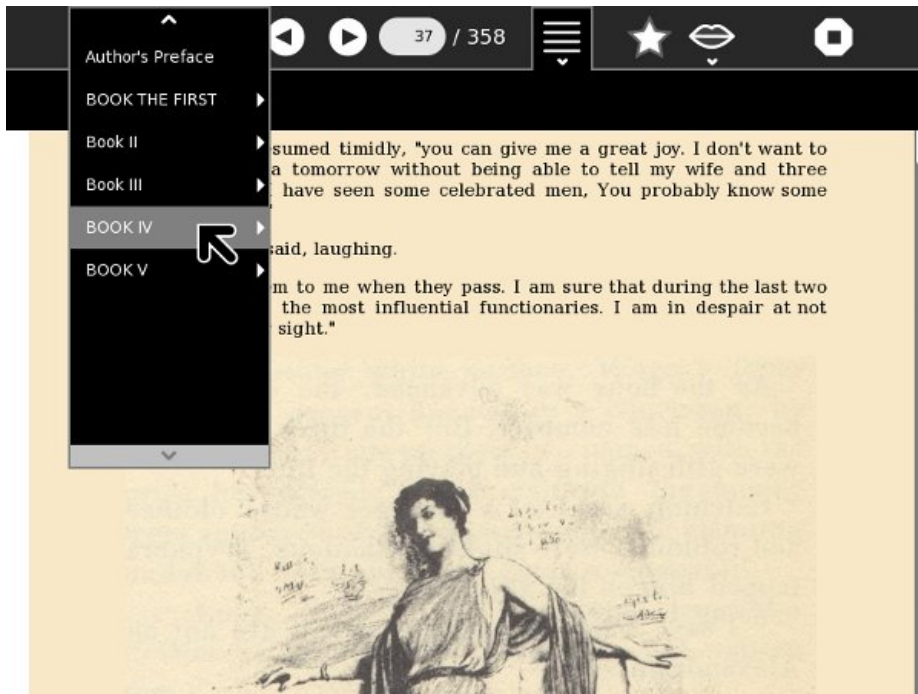 37 / 358
Author's Preface
BOOK THE FIRST
Book II
Book III
BOOK IV
BOOK V
sumed timidly, "you can give me a great joy. I don't want to
a tomorrow without being able to tell my wife and three
have seen some celebrated men, You probably know some
said, laughing.
em to me when they pass. I am sure that during the last two
the most influential functionaries. I am in despair at not
sight."